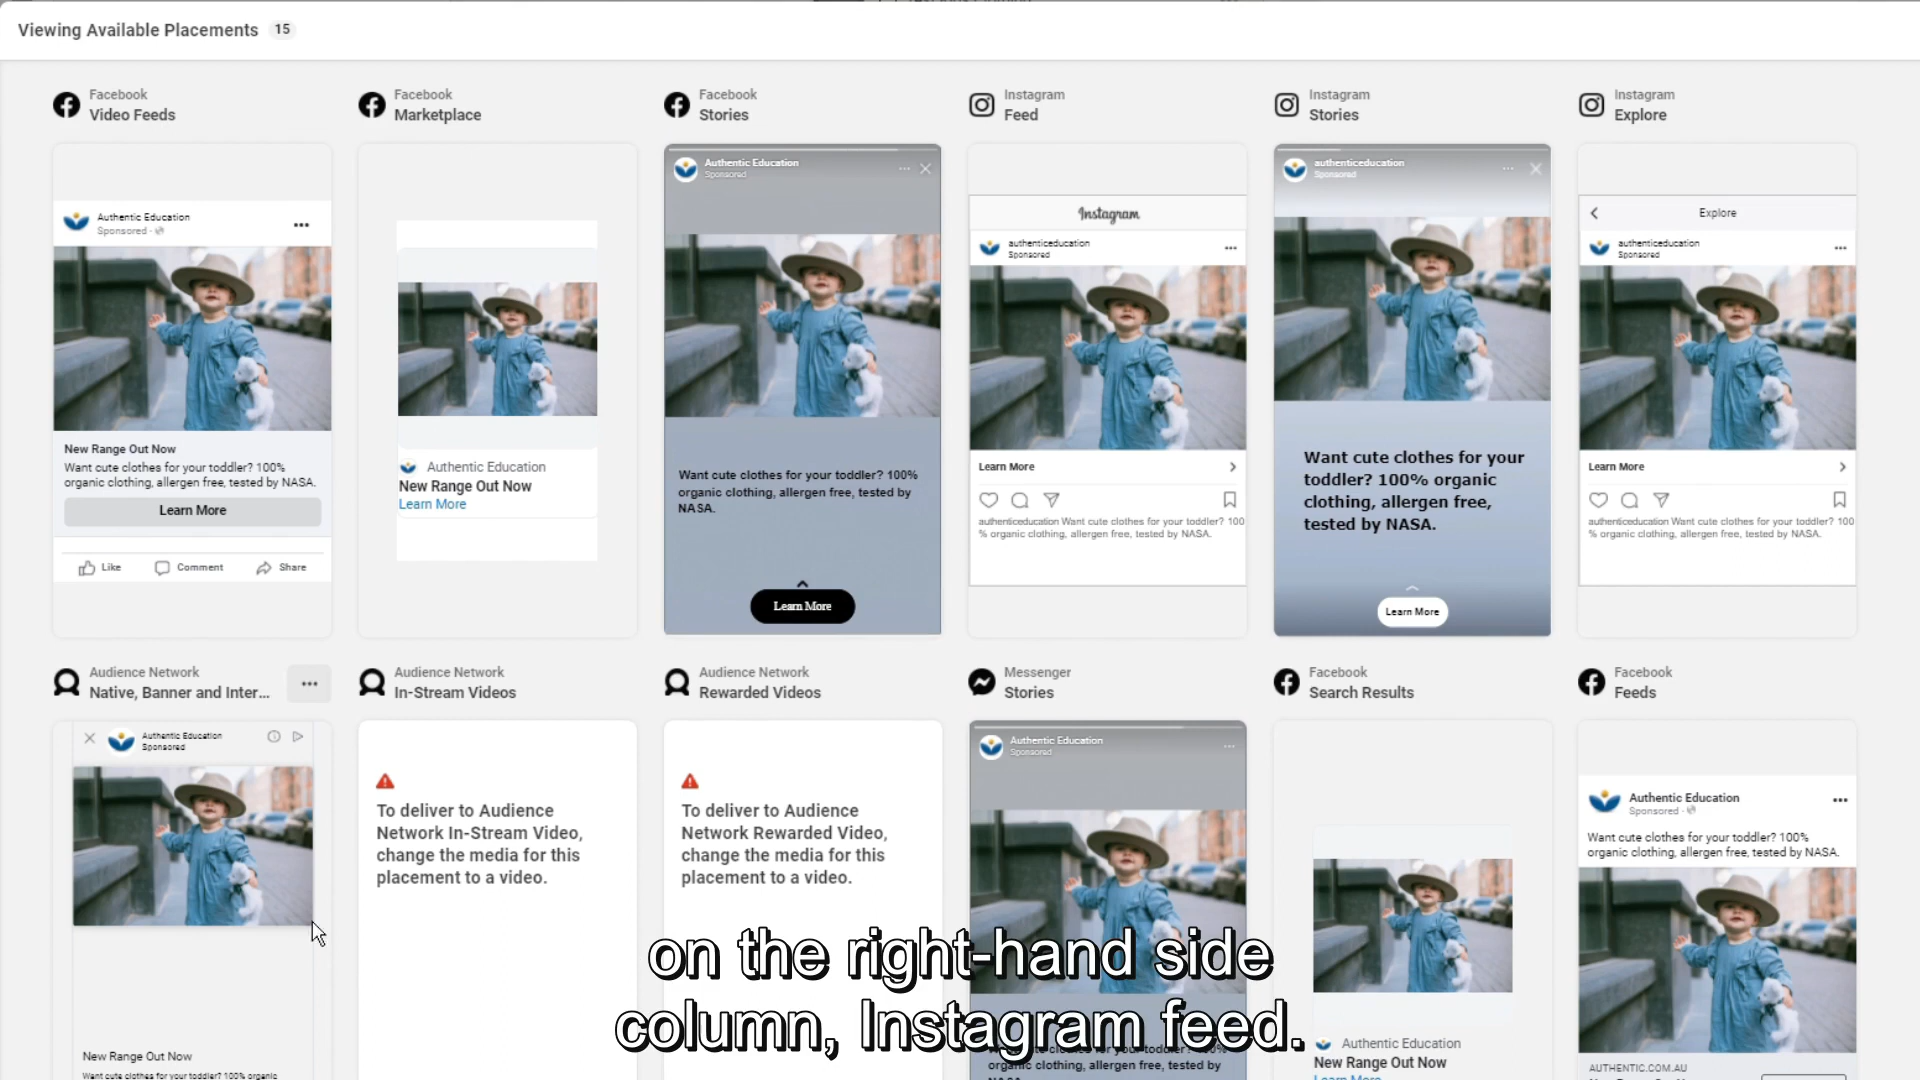 Viewing Available Placements 15
Facebook
Video Feeds
Facebook
Marketplace
Facebook
Stories
Instagram
Feed
Instagram
Stories
Instagram
Explore
Authentic Education
Sponsored ·
New Range Out Now
Want cute clothes for your toddler? 100%
organic clothing, allergen free, tested by NASA.
Learn More
Like Comment Share
Authentic Education
New Range Out Now
Learn More
Authentic Education
Sponsored
Want cute clothes for your toddler? 100%
organic clothing, allergen free, tested by
NASA.
Learn More
Instagram
authenticeducation
Sponsored
Learn More
authenticeducation Want cute clothes for your toddler? 100
% organic clothing, allergen free, tested by NASA.
authenticeducation
Sponsored
Want cute clothes for your
toddler? 100% organic
clothing, allergen free,
tested by NASA.
Learn More
Explore
authenticeducation
Sponsored
Learn More
authenticeducation Want cute clothes for your toddler? 100
% organic clothing, allergen free, tested by NASA.
Audience Network
Native, Banner and Inter...
Audience Network
In-Stream Videos
Audience Network
Rewarded Videos
Messenger
Stories
Facebook
Search Results
Facebook
Feeds
Authentic Education
Sponsored
New Range Out Now
Want cute clothes for your toddler? 100% organic
To deliver to Audience
Network In-Stream Video,
change the media for this
placement to a video.
To deliver to Audience
Network Rewarded Video,
change the media for this
placement to a video.
Authentic Education
Sponsored
Want cute clothes for your toddler? 100%
organic clothing, allergen free, tested by
Authentic Education
New Range Out Now
Learn More
Authentic Education
Sponsored ·
Want cute clothes for your toddler? 100%
organic clothing, allergen free, tested by NASA.
AUTHENTIC.COM.AU
on the right-hand side
column, Instagram feed.